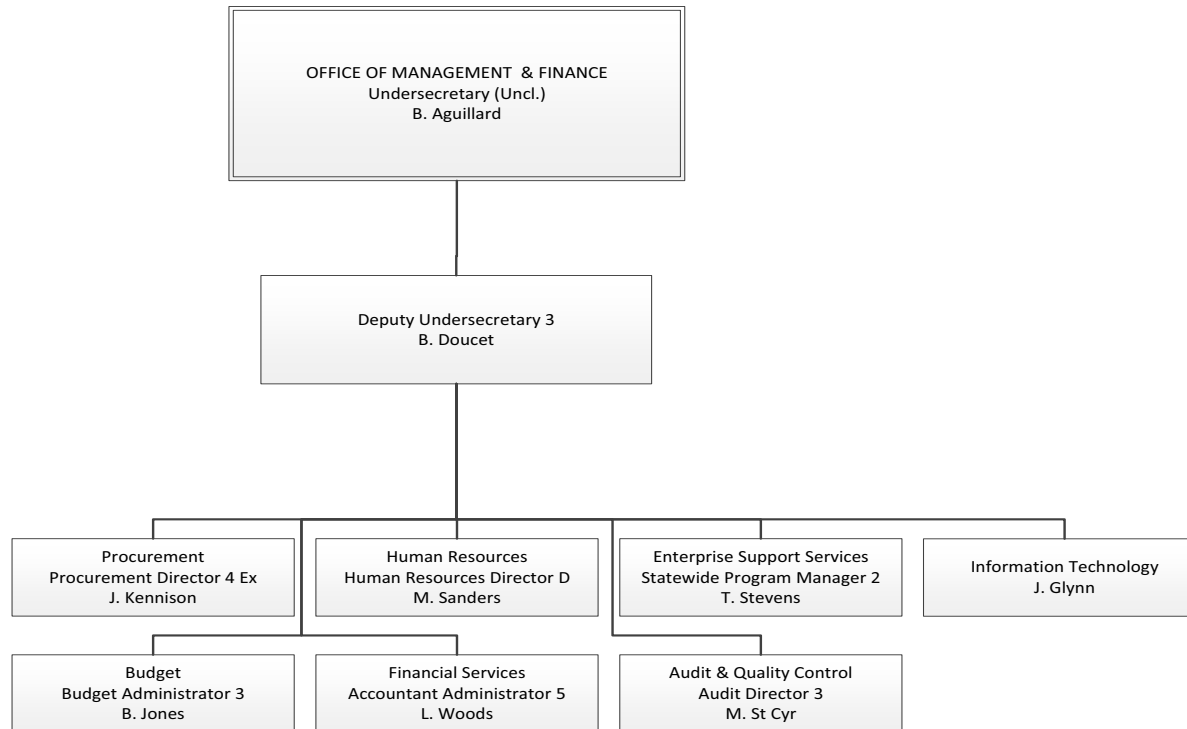 OFFICE OF MANAGEMENT & FINANCE
Undersecretary (Uncl.)
B. Aguillard
Deputy Undersecretary 3
B. Doucet
Procurement
Procurement Director 4 Ex
J. Kennison
Human Resources
Human Resources Director D
M. Sanders
Enterprise Support Services
Statewide Program Manager 2
T. Stevens
Information Technology
J. Glynn
Budget
Budget Administrator 3
B. Jones
Financial Services
Accountant Administrator 5
L. Woods
Audit & Quality Control
Audit Director 3
M. St Cyr